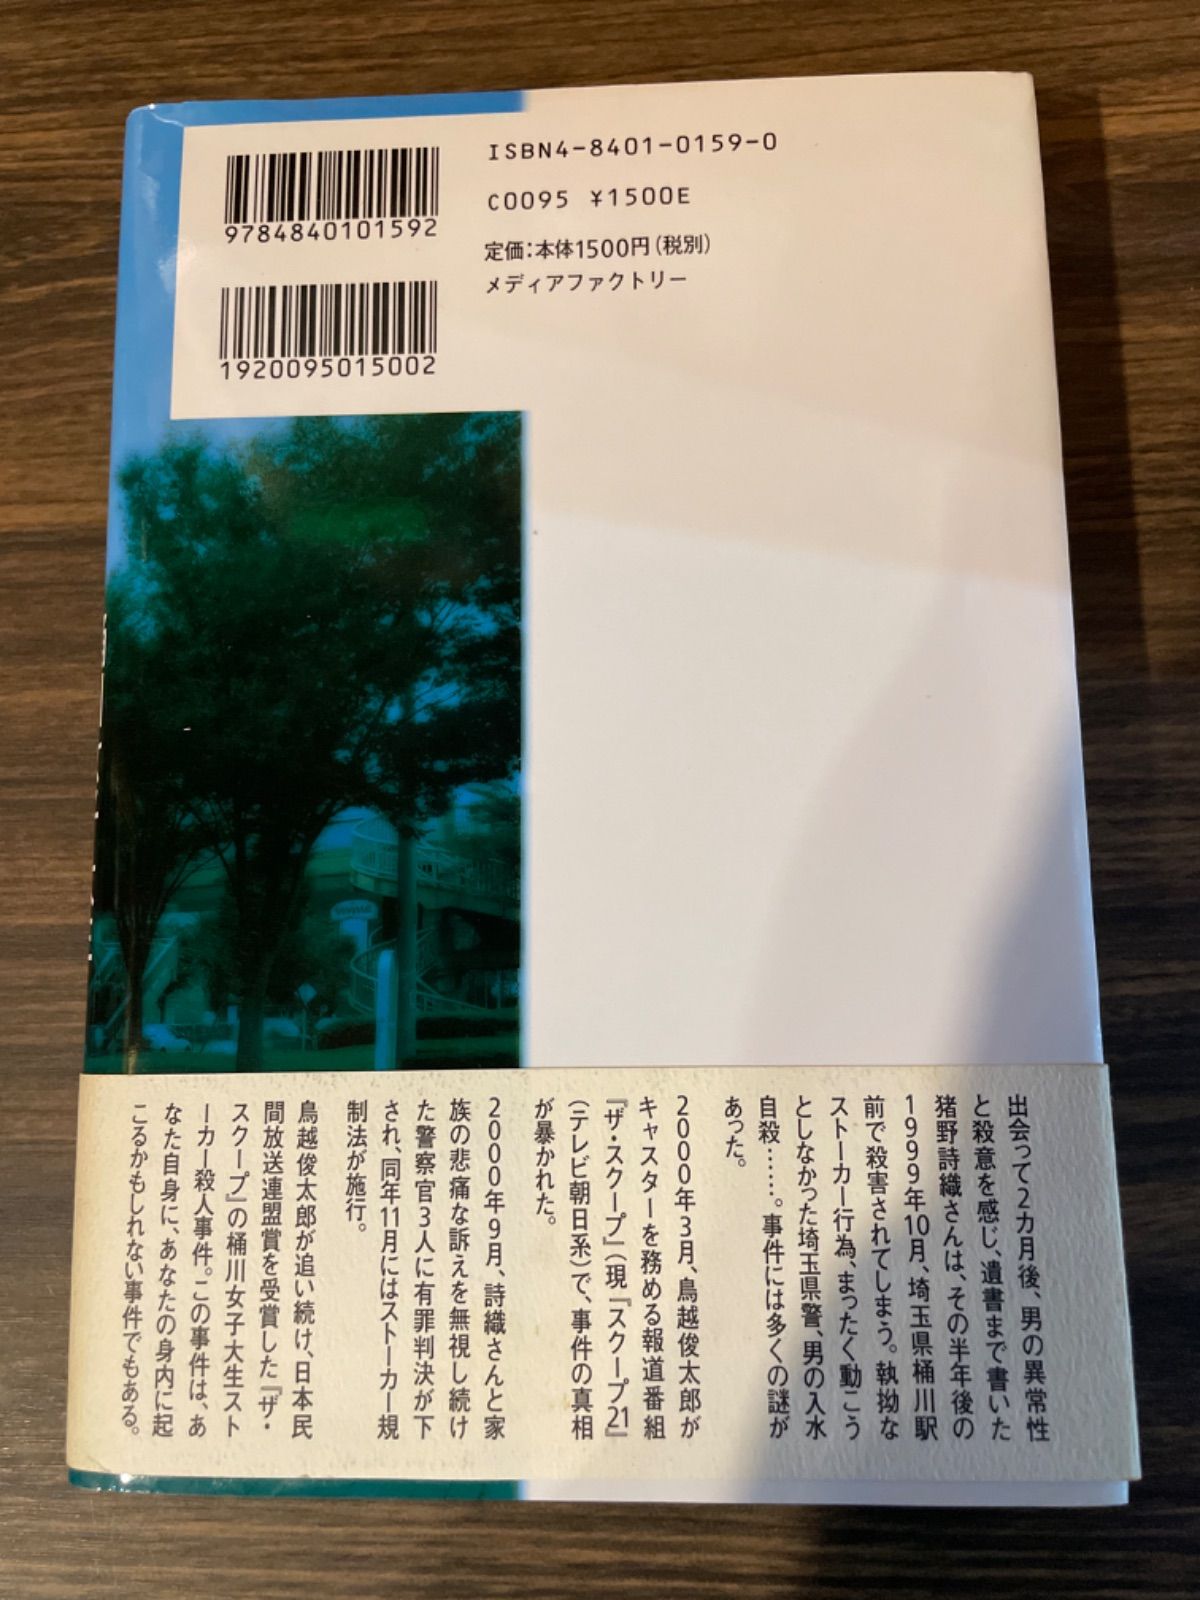 ISBN4-8401-0159-0
C0095 ¥1500E
定価:本体1500円(税別)
メディアファクトリー
9784840101592
1920095015002
出会って2カ月後、男の異常性
と殺意を感じ、遺書まで書いた
猪野詩織さんは、その半年後の
1999年10月、埼玉県桶川駅
前で殺害されてしまう。執拗な
ストーカー行為、まったく動こう
としなかった埼玉県警、男の入水
自殺……。事件には多くの謎が
あった。
2000年3月、鳥越俊太郎が
キャスターを務める報道番組
『ザ・スクープ』(現『スクープ21』
(テレビ朝日系)で、事件の真相
が暴かれた。
2000年9月、詩織さんと家
族の悲痛な訴えを無視し続け
た警察官3人に有罪判決が下
され、同年11月にはストーカー規
制法が施行。
鳥越俊太郎が追い続け、日本民
間放送連盟賞を受賞した『ザ・
スクープ』の桶川女子大生スト
ーカー殺人事件。この事件は、あ
なた自身に、あなたの身内に起
こるかもしれない事件でもある。